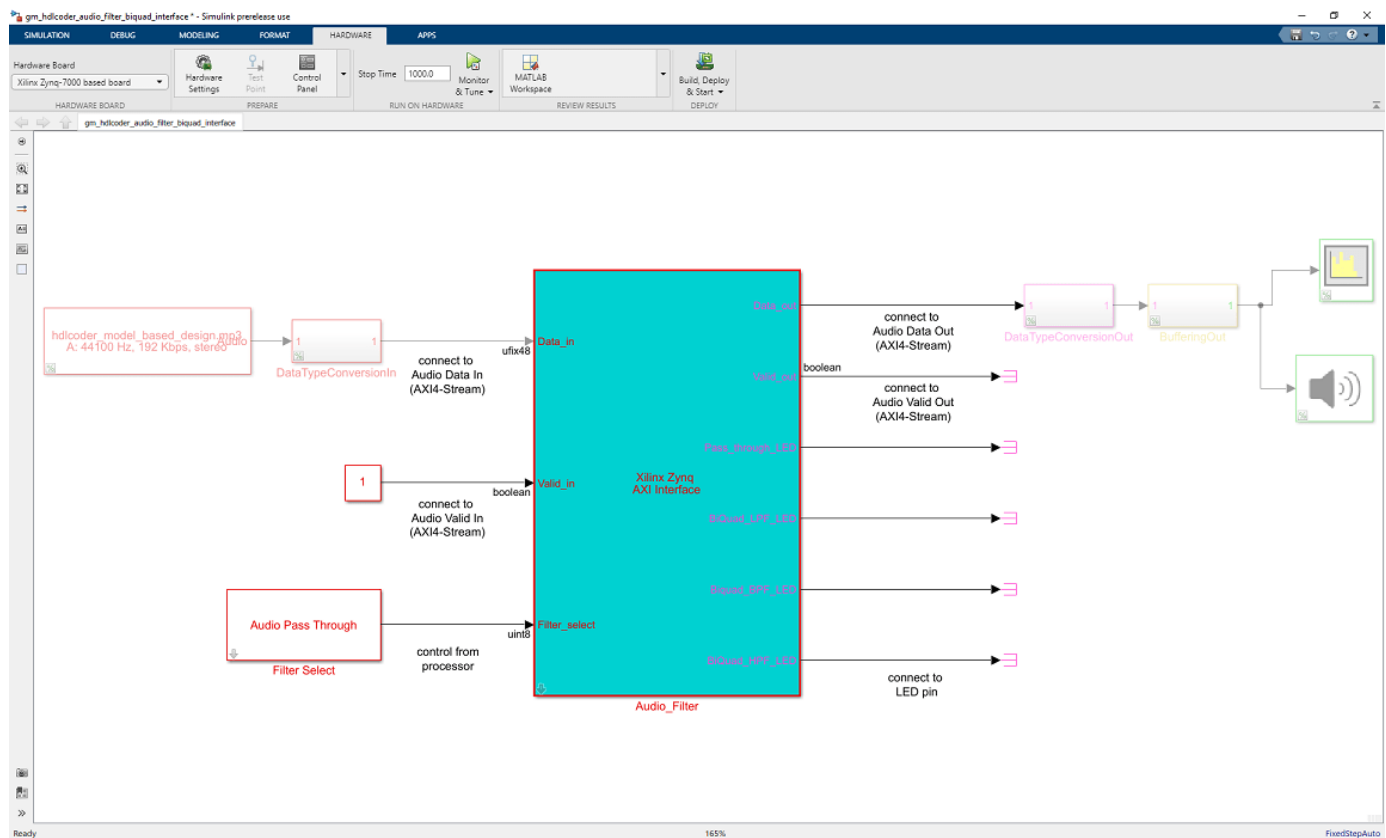 gm_hdlcoder_audio_filter_biquad_interface * - Simulink prerelease use
SIMULATION DEBUG MODELING FORMAT HARDWARE APPS
Hardware Board
Xilinx Zynq-7000 based board
Hardware
Settings
Test
Point
Control
Panel
Stop Time 1000.0
Monitor
& Tune
MATLAB
Workspace
Build, Deploy
& Start
HARDWARE BOARD PREPARE RUN ON HARDWARE REVIEW RESULTS DEPLOY
gm_hdlcoder_audio_filter_biquad_interface
hdlcoder_model_based_design.mp3
A: 44100 Hz, 192 Kbps, stereo
Audio
1 1
DataTypeConversionIn
connect to
Audio Data In
(AXI4-Stream)
ufix48
Data_in
1
connect to
Audio Valid In
(AXI4-Stream)
boolean
Valid_in
Audio Pass Through
Filter Select
control from
processor
uint8
Filter_select
Xilinx Zynq
AXI Interface
Audio_Filter
Data_out
Valid_out
Pass_through_LED
BiQuad_LPF_LED
Biquad_BPF_LED
BiQuad_HPF_LED
connect to
Audio Data Out
(AXI4-Stream)
boolean
connect to
Audio Valid Out
(AXI4-Stream)
connect to
LED pin
1 1
DataTypeConversionOut
1 1
BufferingOut
Ready 165% FixedStepAuto